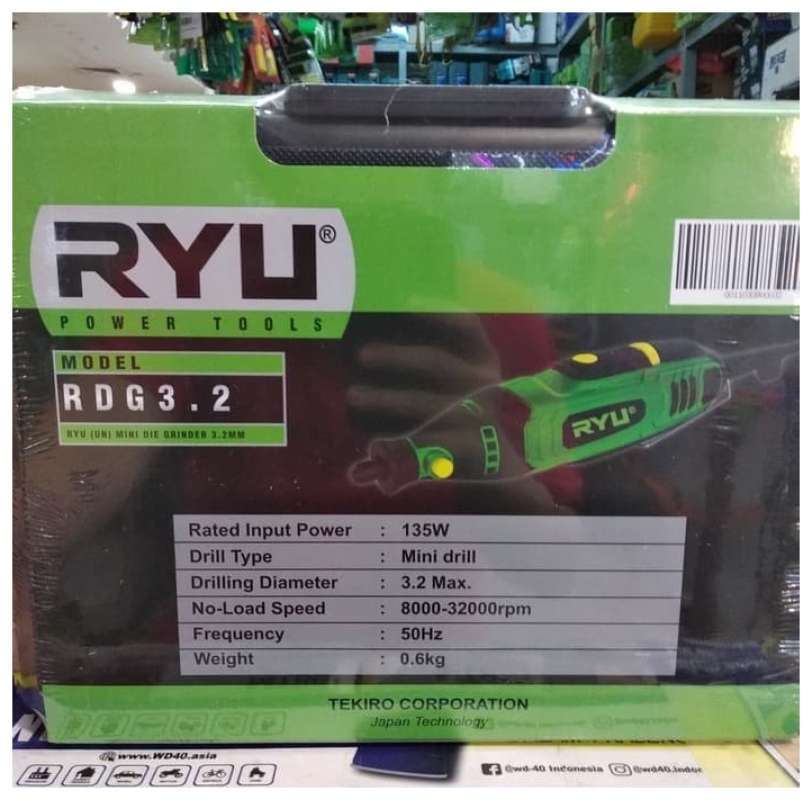 RYU®
POWER TOOLS
MODEL
RDG3.2
RYU (UN) MINI DIE GRINDER 3.2MM
RYU
Rated Input Power : 135W
Drill Type : Mini drill
Drilling Diameter : 3.2 Max.
No-Load Speed : 8000-32000rpm
Frequency : 50Hz
Weight : 0.6kg
TEKIRO CORPORATION
Japan Technology
www.WD40.asia
@wd-40 Indonesia @wd40.indor